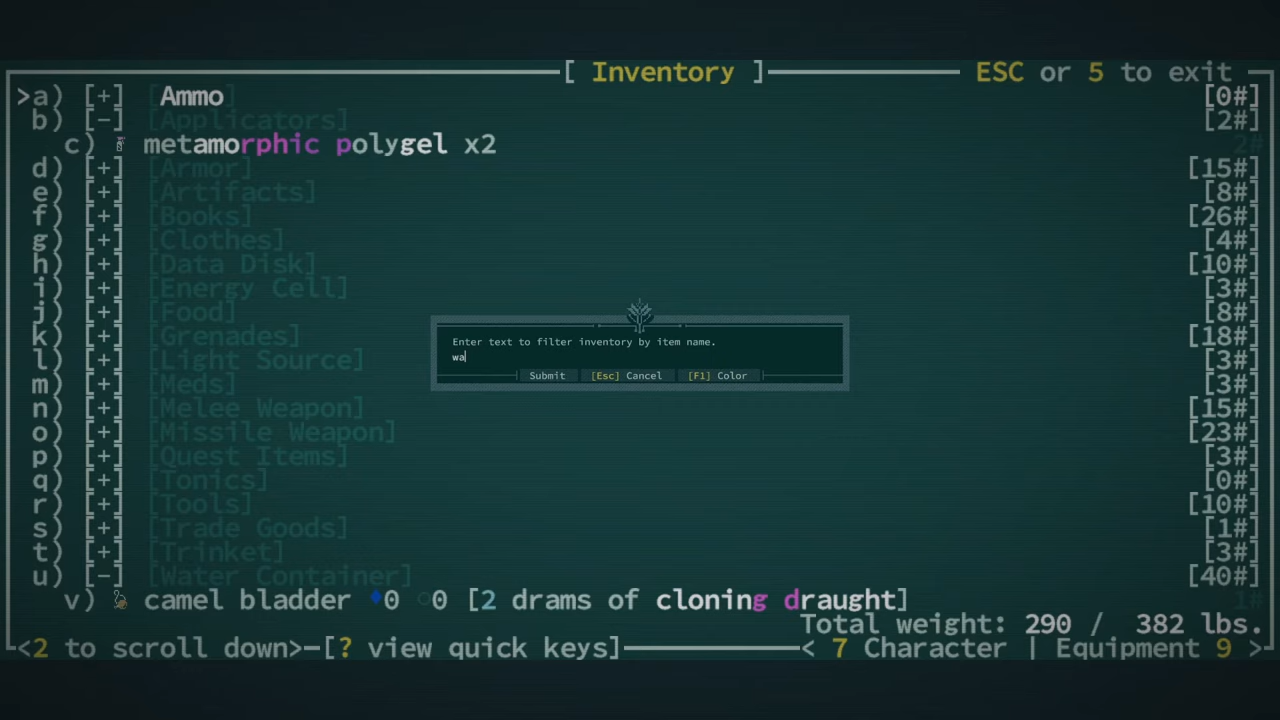 [ Inventory ] ESC or 5 to exit
>a) [+] [Ammo] [0#]
b) [-] [Applicators] [2#]
c) metamorphic polygel x2 2#
d) [+] [Armor] [15#]
e) [+] [Artifacts] [8#]
f) [+] [Books] [26#]
g) [+] [Clothes] [4#]
h) [+] [Data Disk] [10#]
i) [+] [Energy Cell] [3#]
j) [+] [Food] [8#]
k) [+] [Grenades] [18#]
l) [+] [Light Source] [3#]
m) [+] [Meds] [3#]
n) [+] [Melee Weapon] [15#]
o) [+] [Missile Weapon] [23#]
p) [+] [Quest Items] [3#]
q) [+] [Tonics] [0#]
r) [+] [Tools] [10#]
s) [+] [Trade Goods] [1#]
t) [+] [Trinket] [3#]
u) [-] [Water Container] [40#]
v) camel bladder ♦0 ○0 [2 drams of cloning draught] 1#
Total weight: 290 / 382 lbs.
<2 to scroll down> [? view quick keys] < 7 Character | Equipment 9 >
Enter text to filter inventory by item name.
wa
Submit [Esc] Cancel [F1] Color